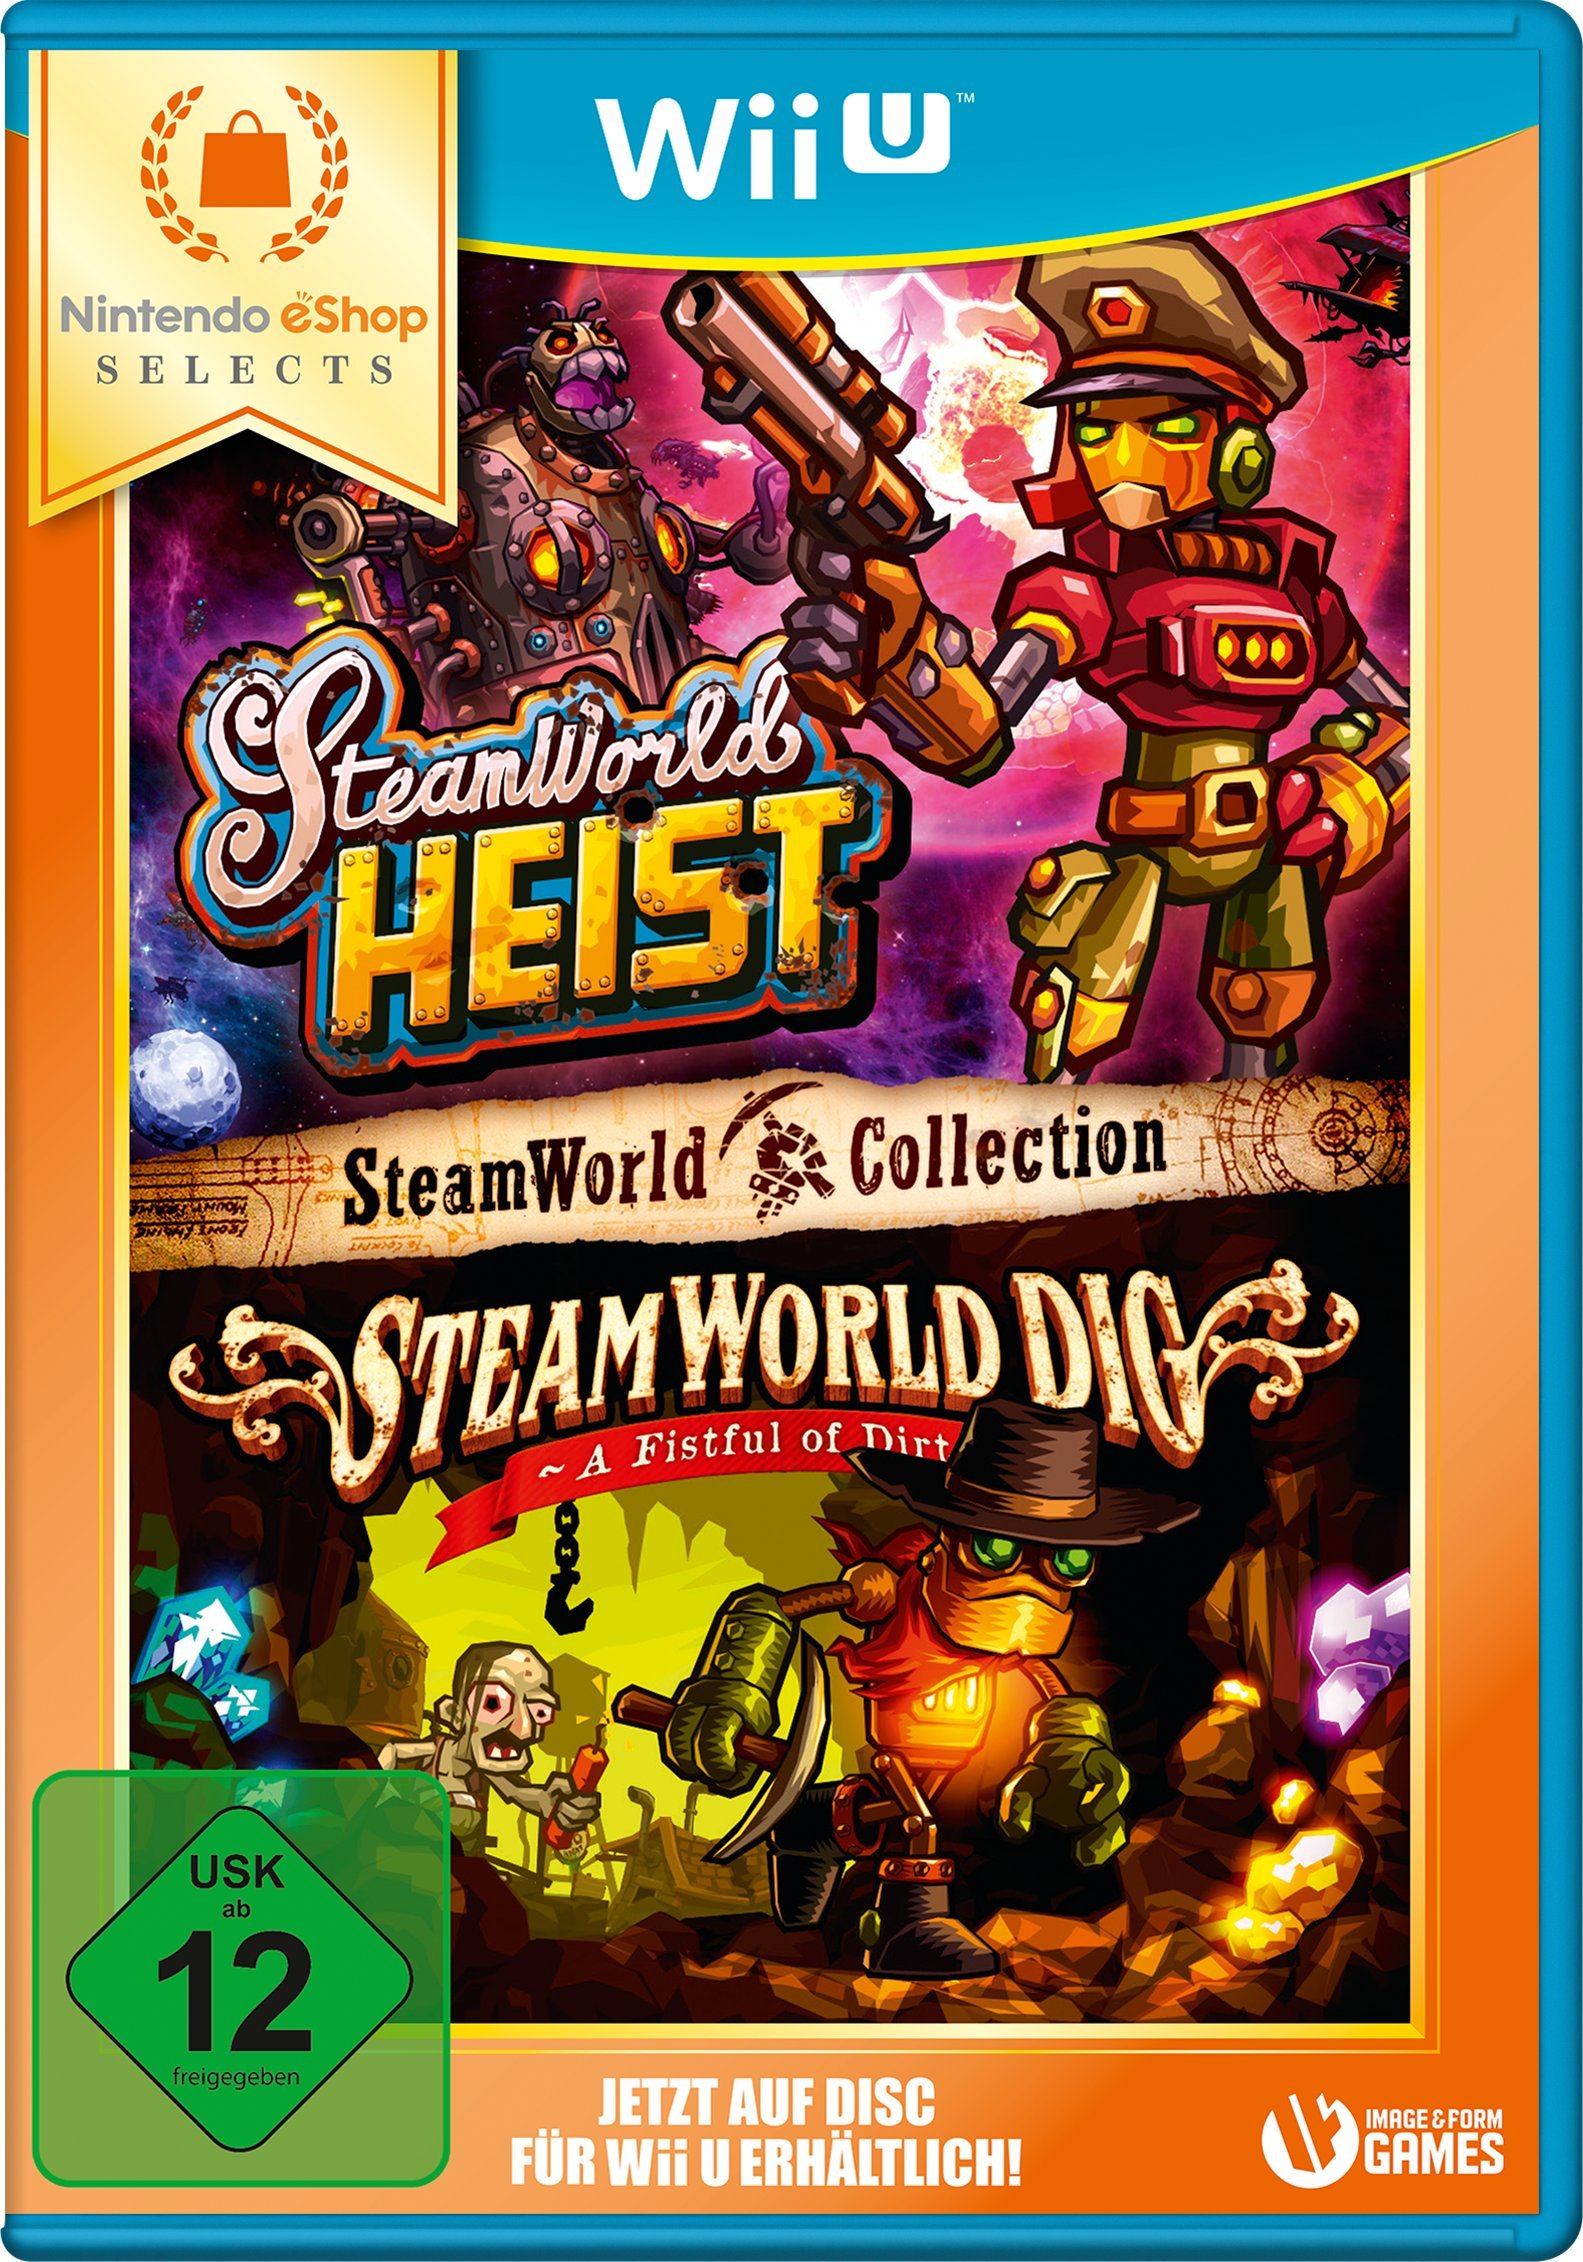 Wii U™
Nintendo eShop
SELECTS
SteamWorld
HEIST
SteamWorld Collection
STEAMWORLD DIG
~ A Fistful of Dirt
USK
ab
12
freigegeben
JETZT AUF DISC
FÜR Wii U ERHÄLTLICH!
IMAGE & FORM
GAMES